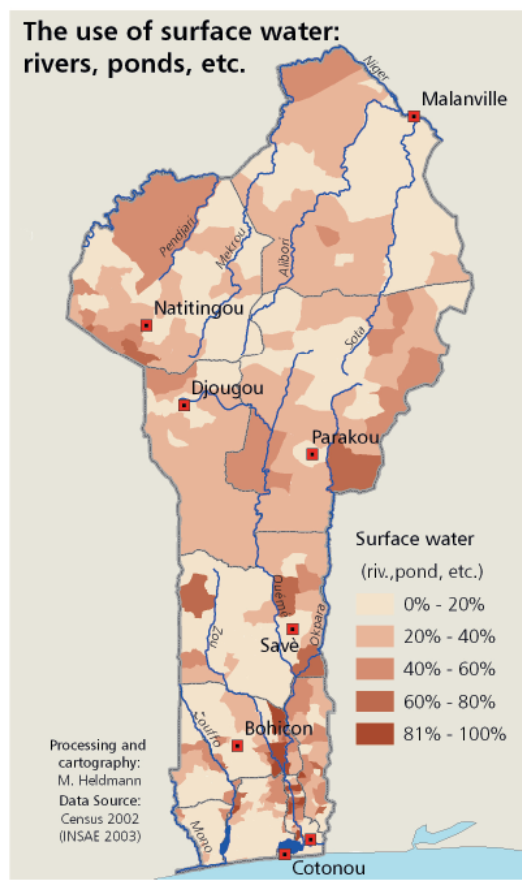 The use of surface water:
rivers, ponds, etc.
Niger
Malanville
Pendjari
Mekrou
Alibori
Natitingou
Sota
Djougou
Parakou
Surface water
(riv.,pond, etc.)
0% - 20%
20% - 40%
40% - 60%
60% - 80%
81% - 100%
Ouémé
Okpara
Zou
Savè
Couffo
Bohicon
Processing and
cartography:
M. Heldmann
Data Source:
Census 2002
(INSAE 2003)
Mono
Cotonou